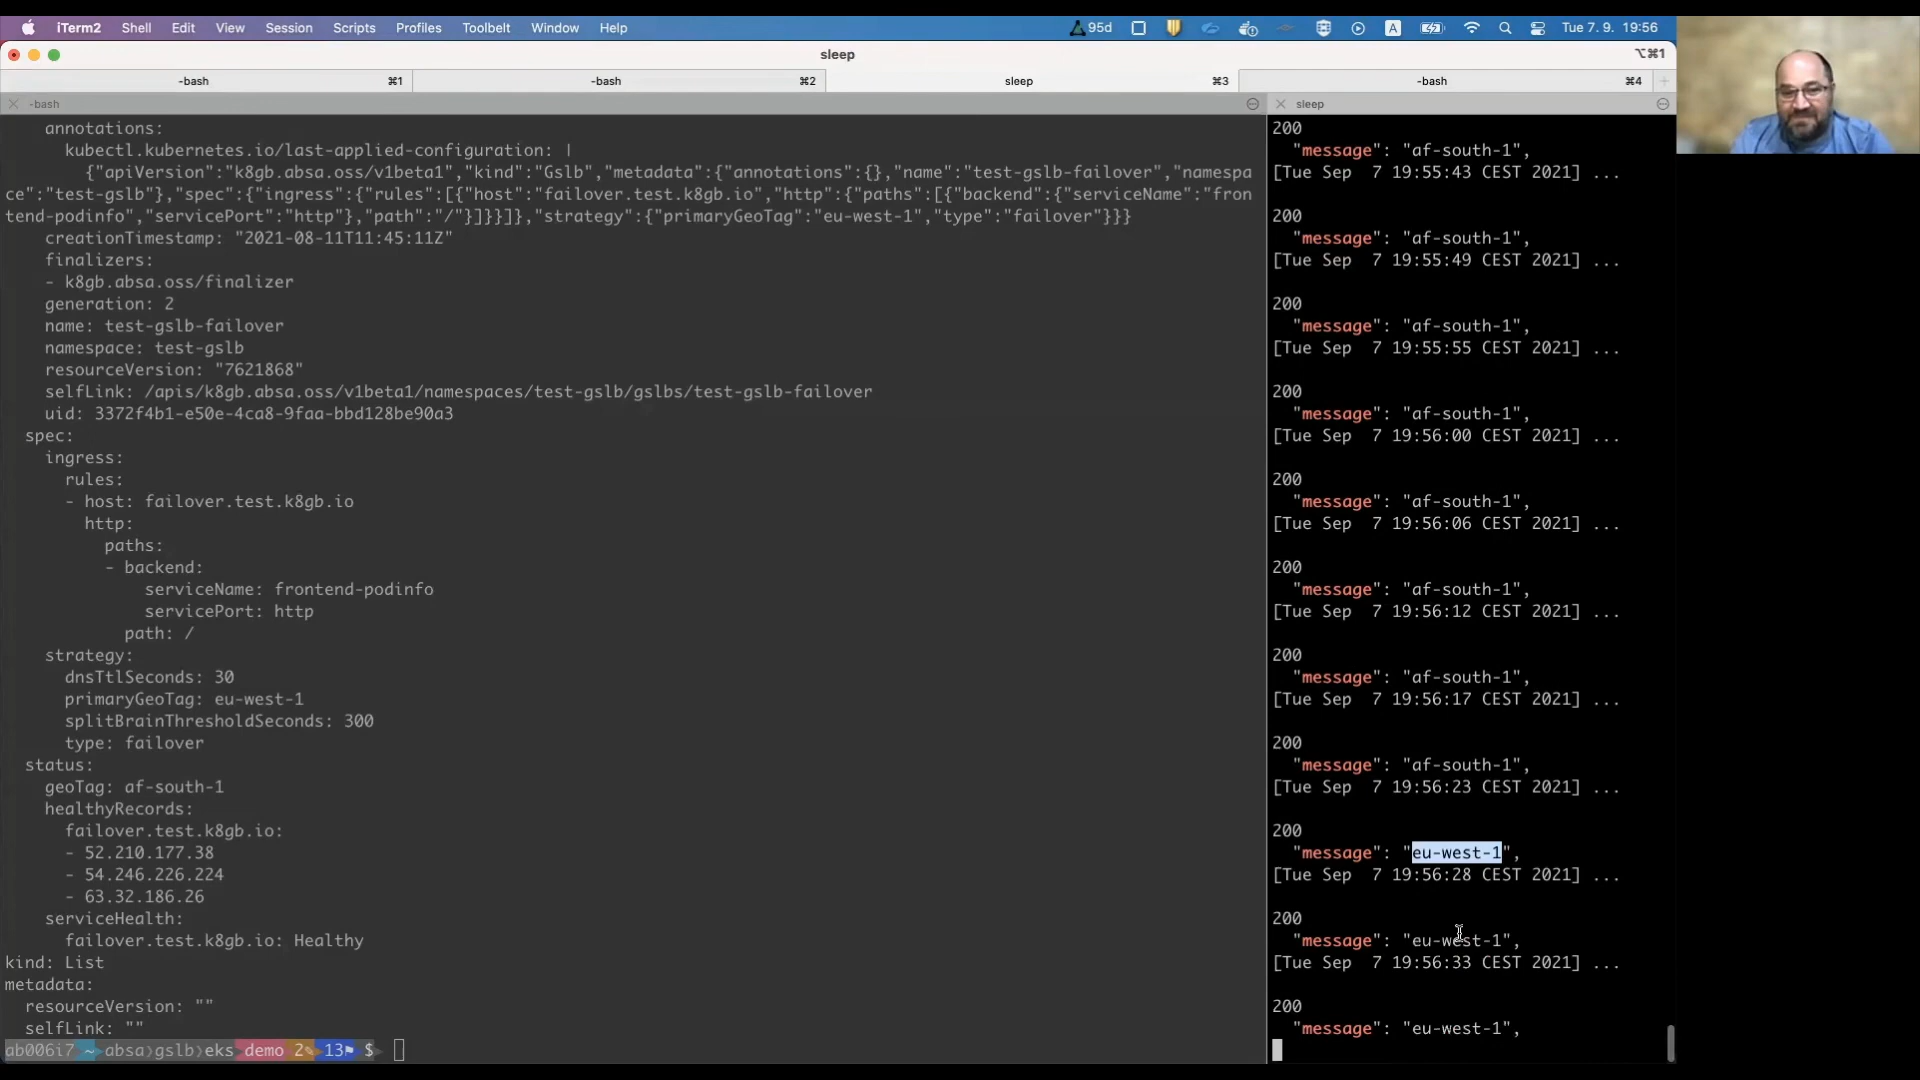 iTerm2 Shell Edit View Session Scripts Profiles Toolbelt Window Help 95d A Tue 7. 9. 19:56
sleep ⌥⌘1
-bash ⌘1 -bash ⌘2 sleep ⌘3 -bash ⌘4 +
-bash
annotations:
kubectl.kubernetes.io/last-applied-configuration: |
{"apiVersion":"k8gb.absa.oss/v1beta1","kind":"Gslb","metadata":{"annotations":{},"name":"test-gslb-failover","namespa
ce":"test-gslb"},"spec":{"ingress":{"rules":[{"host":"failover.test.k8gb.io","http":{"paths":[{"backend":{"serviceName":"fron
tend-podinfo","servicePort":"http"},"path":"/"}]}}]},"strategy":{"primaryGeoTag":"eu-west-1","type":"failover"}}}
creationTimestamp: "2021-08-11T11:45:11Z"
finalizers:
- k8gb.absa.oss/finalizer
generation: 2
name: test-gslb-failover
namespace: test-gslb
resourceVersion: "7621868"
selfLink: /apis/k8gb.absa.oss/v1beta1/namespaces/test-gslb/gslbs/test-gslb-failover
uid: 3372f4b1-e50e-4ca8-9faa-bbd128be90a3
spec:
ingress:
rules:
- host: failover.test.k8gb.io
http:
paths:
- backend:
serviceName: frontend-podinfo
servicePort: http
path: /
strategy:
dnsTtlSeconds: 30
primaryGeoTag: eu-west-1
splitBrainThresholdSeconds: 300
type: failover
status:
geoTag: af-south-1
healthyRecords:
failover.test.k8gb.io:
- 52.210.177.38
- 54.246.226.224
- 63.32.186.26
serviceHealth:
failover.test.k8gb.io: Healthy
kind: List
metadata:
resourceVersion: ""
selfLink: ""
ab006i7 ~ absa gslb eks demo 2 13 $
sleep
200
"message": "af-south-1",
[Tue Sep  7 19:55:43 CEST 2021] ...
200
"message": "af-south-1",
[Tue Sep  7 19:55:49 CEST 2021] ...
200
"message": "af-south-1",
[Tue Sep  7 19:55:55 CEST 2021] ...
200
"message": "af-south-1",
[Tue Sep  7 19:56:00 CEST 2021] ...
200
"message": "af-south-1",
[Tue Sep  7 19:56:06 CEST 2021] ...
200
"message": "af-south-1",
[Tue Sep  7 19:56:12 CEST 2021] ...
200
"message": "af-south-1",
[Tue Sep  7 19:56:17 CEST 2021] ...
200
"message": "af-south-1",
[Tue Sep  7 19:56:23 CEST 2021] ...
200
"message": "eu-west-1",
[Tue Sep  7 19:56:28 CEST 2021] ...
200
"message": "eu-west-1",
[Tue Sep  7 19:56:33 CEST 2021] ...
200
"message": "eu-west-1",